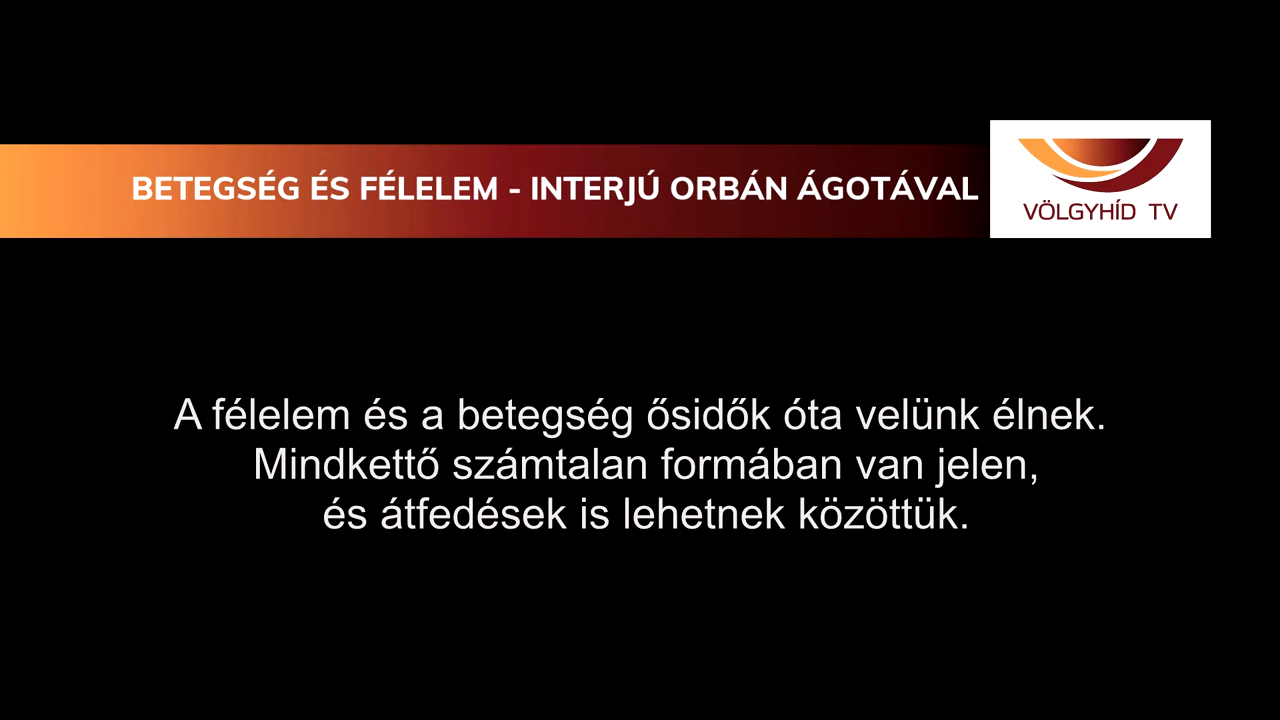 BETEGSÉG ÉS FÉLELEM - INTERJÚ ORBÁN ÁGOTÁVAL
VÖLGYHÍD TV
A félelem és a betegség ősidők óta velünk élnek.
Mindkettő számtalan formában van jelen,
és átfedések is lehetnek közöttük.